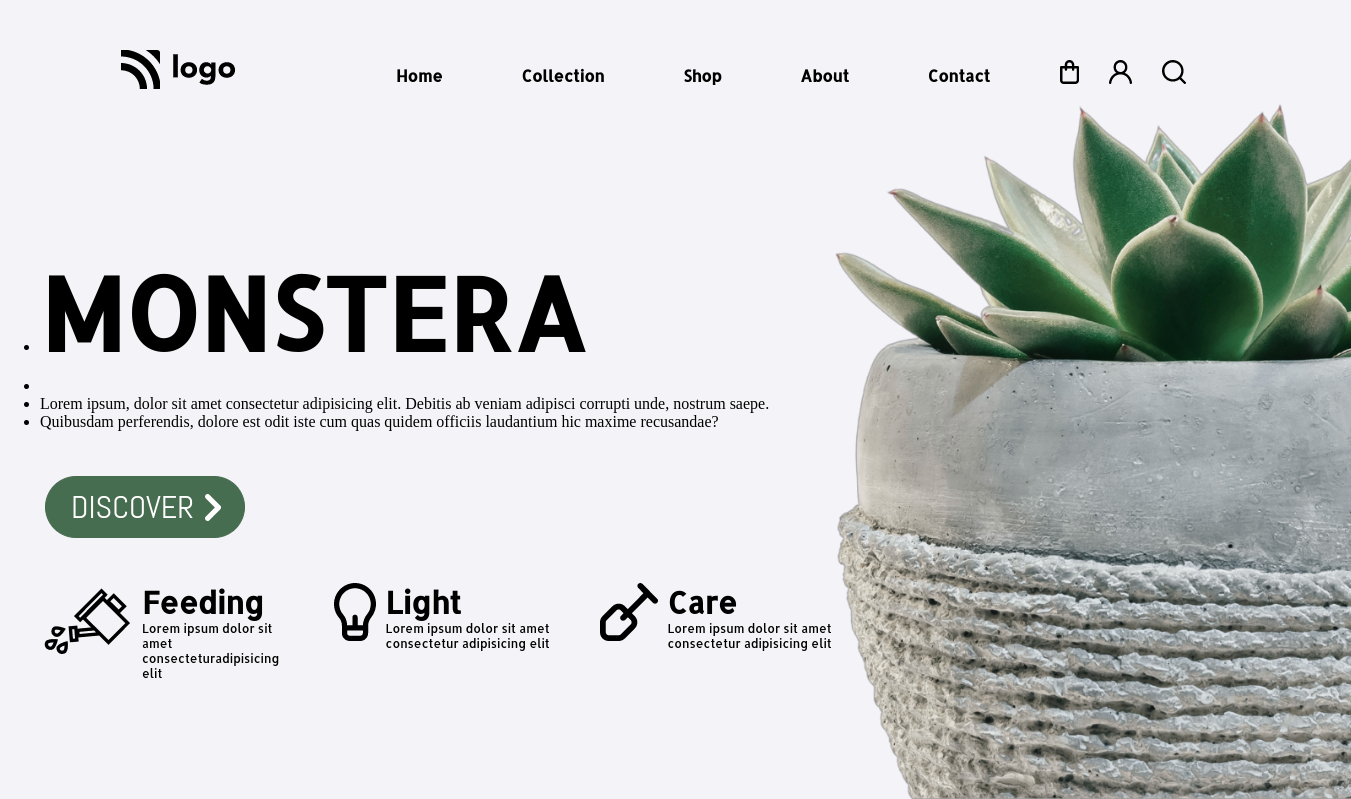 logo
Home Collection Shop About Contact
MONSTERA
Lorem ipsum, dolor sit amet consectetur adipisicing elit. Debitis ab veniam adipisci corrupti unde, nostrum saepe.
Quibusdam perferendis, dolore est odit iste cum quas quidem officiis laudantium hic maxime recusandae?
DISCOVER
Feeding
Lorem ipsum dolor sit
amet
consecteturadipisicing
elit
Light
Lorem ipsum dolor sit amet
consectetur adipisicing elit
Care
Lorem ipsum dolor sit amet
consectetur adipisicing elit